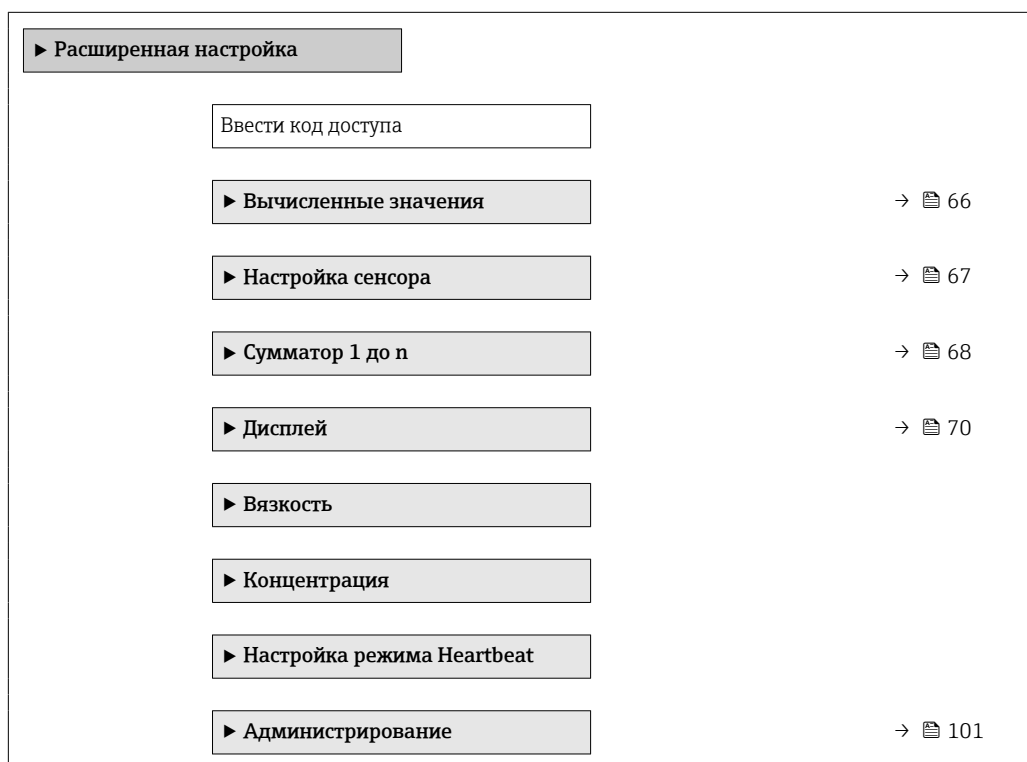 ▶ Расширенная настройка
Ввести код доступа
▶ Вычисленные значения → 66
▶ Настройка сенсора → 67
▶ Сумматор 1 до n → 68
▶ Дисплей → 70
▶ Вязкость
▶ Концентрация
▶ Настройка режима Heartbeat
▶ Администрирование → 101